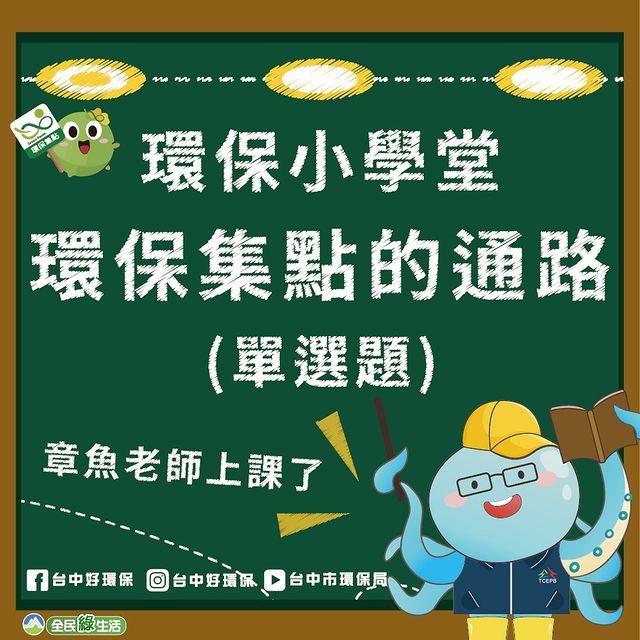 環保集點
環保小學堂
環保集點的通路
(單選題)
章魚老師上課了
TCEPB
台中好環保 台中好環保 台中市環保局
全民綠生活